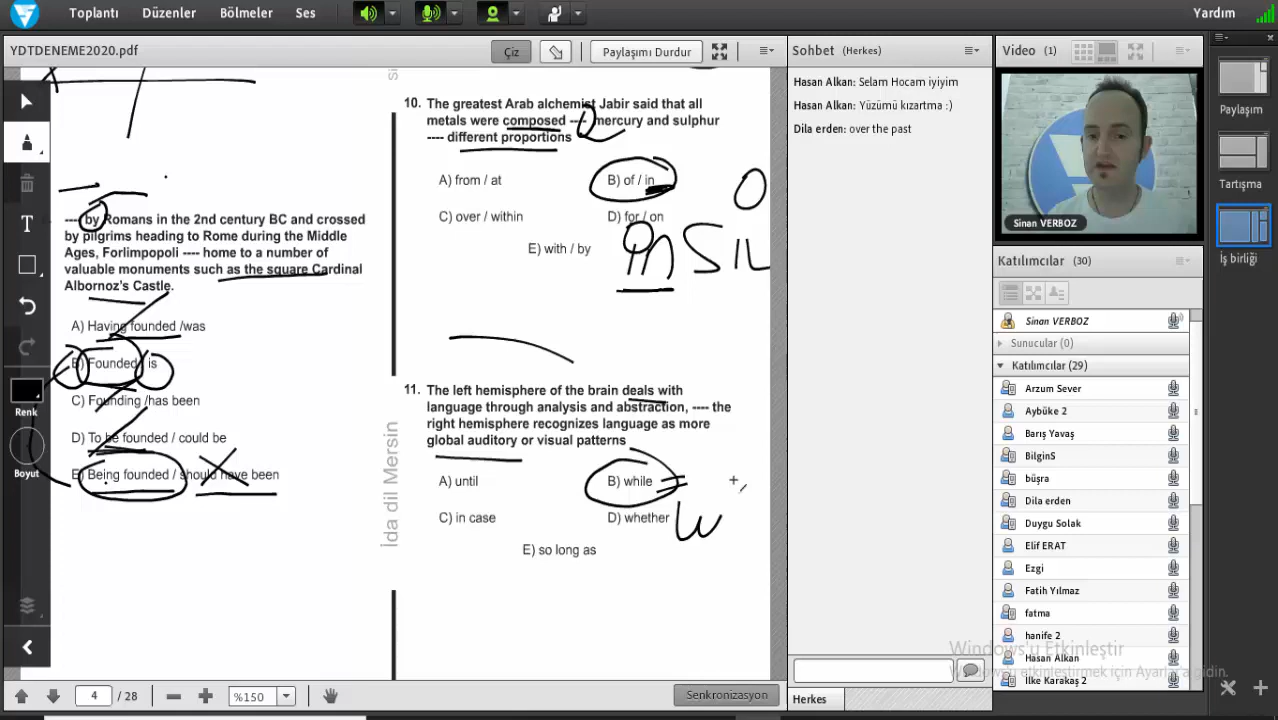 Toplantı Düzenler Bölmeler Ses Yardım
YDTDENEME2020.pdf
Çiz
Paylaşımı Durdur
---- by Romans in the 2nd century BC and crossed
by pilgrims heading to Rome during the Middle
Ages, Forlimpopoli ---- home to a number of
valuable monuments such as the square Cardinal
Albornoz's Castle.
A) Having founded /was
B) Founded / is
C) Founding /has been
D) To be founded / could be
E) Being founded / should have been
Renk
Boyut
İda dil Mersin
10. The greatest Arab alchemist Jabir said that all
metals were composed ---- mercury and sulphur
---- different proportions
A) from / at
B) of / in
C) over / within
D) for / on
E) with / by
in SIL
11. The left hemisphere of the brain deals with
language through analysis and abstraction, ---- the
right hemisphere recognizes language as more
global auditory or visual patterns
A) until
B) while
C) in case
D) whether
E) so long as
W
4 / 28
%150
Senkronizasyon
Sohbet (Herkes)
Hasan Alkan: Selam Hocam iyiyim
Hasan Alkan: Yüzümü kızartma :)
Dila erden: over the past
Herkes
Video (1)
Sinan VERBOZ
Katılımcılar (30)
Sinan VERBOZ
Sunucular (0)
Katılımcılar (29)
Arzum Sever
Aybüke 2
Barış Yavaş
BilginS
büşra
Dila erden
Duygu Solak
Elif ERAT
Ezgi
Fatih Yılmaz
fatma
hanife 2
Hasan Alkan
İlke Karakaş 2
Windows'u Etkinleştir
Windows'u etkinleştirmek için Ayarlar'a gidin.
Paylaşım
Tartışma
İş birliği